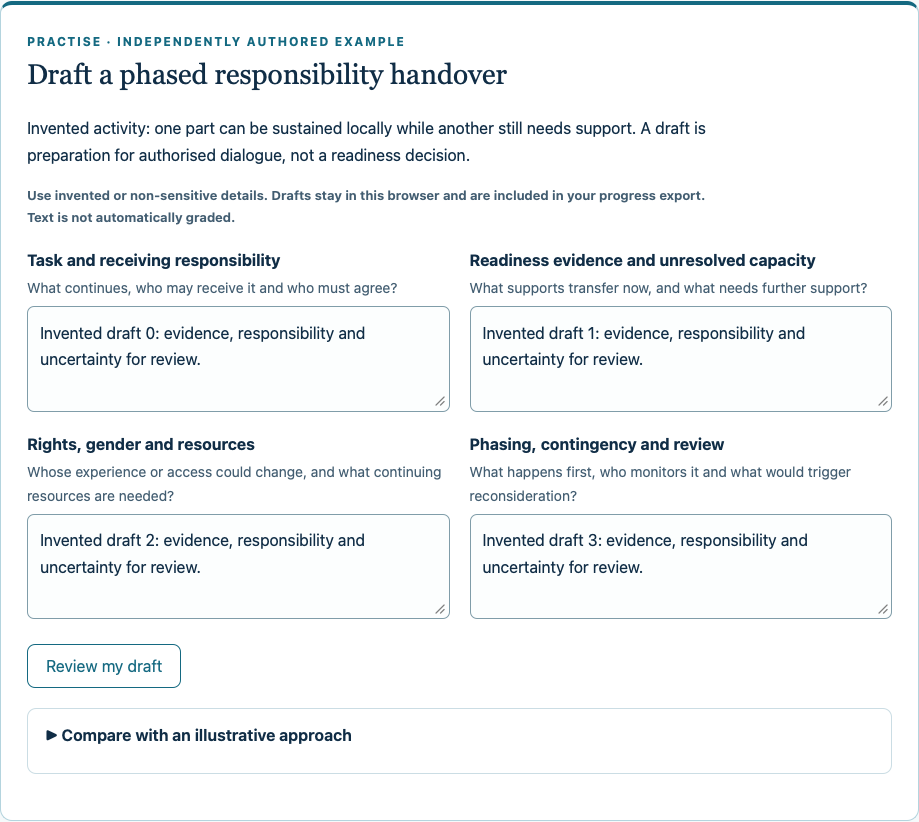 PRACTISE · INDEPENDENTLY AUTHORED EXAMPLE
Draft a phased responsibility handover
Invented activity: one part can be sustained locally while another still needs support. A draft is
preparation for authorised dialogue, not a readiness decision.
Use invented or non-sensitive details. Drafts stay in this browser and are included in your progress export.
Text is not automatically graded.
Task and receiving responsibility
What continues, who may receive it and who must agree?
Invented draft 0: evidence, responsibility and
uncertainty for review.
Readiness evidence and unresolved capacity
What supports transfer now, and what needs further support?
Invented draft 1: evidence, responsibility and
uncertainty for review.
Rights, gender and resources
Whose experience or access could change, and what continuing
resources are needed?
Invented draft 2: evidence, responsibility and
uncertainty for review.
Phasing, contingency and review
What happens first, who monitors it and what would trigger
reconsideration?
Invented draft 3: evidence, responsibility and
uncertainty for review.
Review my draft
Compare with an illustrative approach